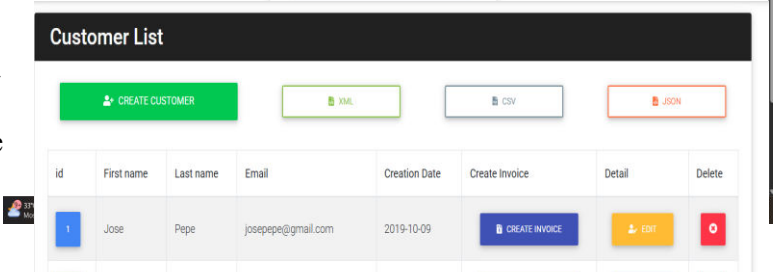 Customer List
CREATE CUSTOMER XML CSV JSON
id First name Last name Email Creation Date Create Invoice Detail Delete
1 Jose Pepe josepepe@gmail.com 2019-10-09 CREATE INVOICE EDIT
33°